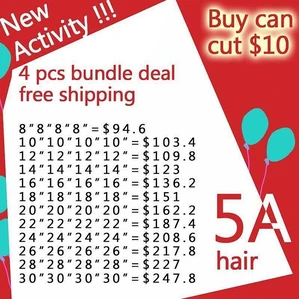 New
Activity !!!
Buy can
cut $10
4 pcs bundle deal
free shipping
8"8"8"8"=$94.6
10"10"10"10"=$103.4
12"12"12"12"=$109.8
14"14"14"14"=$123
16"16"16"16"=$136.2
18"18"18"18"=$151
20"20"20"20"=$162.2
22"22"22"22"=$187.4
24"24"24"24"=$208.6
26"26"26"26"=$217.8
28"28"28"28"=$227
30"30"30"30"=$247.8
5A
hair